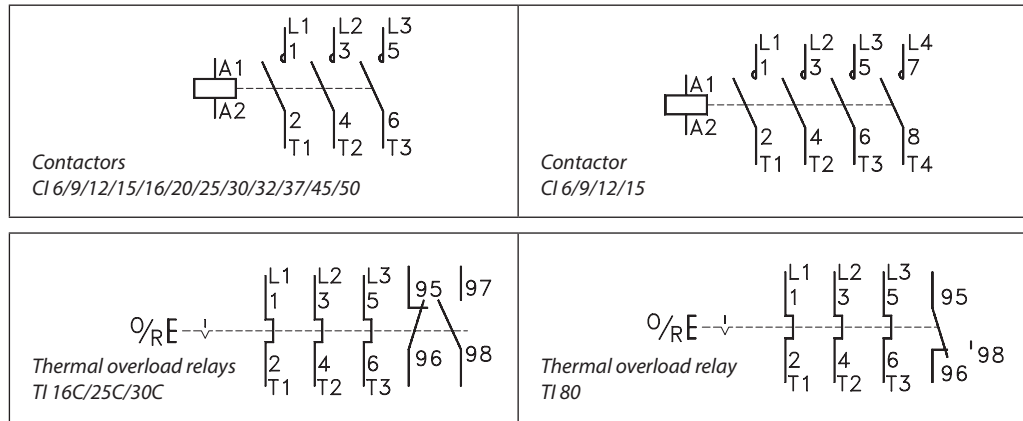 L1 L2 L3
1 3 5
A1
A2
2 4 6
T1 T2 T3
Contactors
CI 6/9/12/15/16/20/25/30/32/37/45/50
L1 L2 L3 L4
1 3 5 7
A1
A2
2 4 6 8
T1 T2 T3 T4
Contactor
CI 6/9/12/15
L1 L2 L3
1 3 5 95 97
O/R
2 4 6 96 98
T1 T2 T3
Thermal overload relays
TI 16C/25C/30C
L1 L2 L3
1 3 5 95
O/R
2 4 6 96 98
T1 T2 T3
Thermal overload relay
TI 80